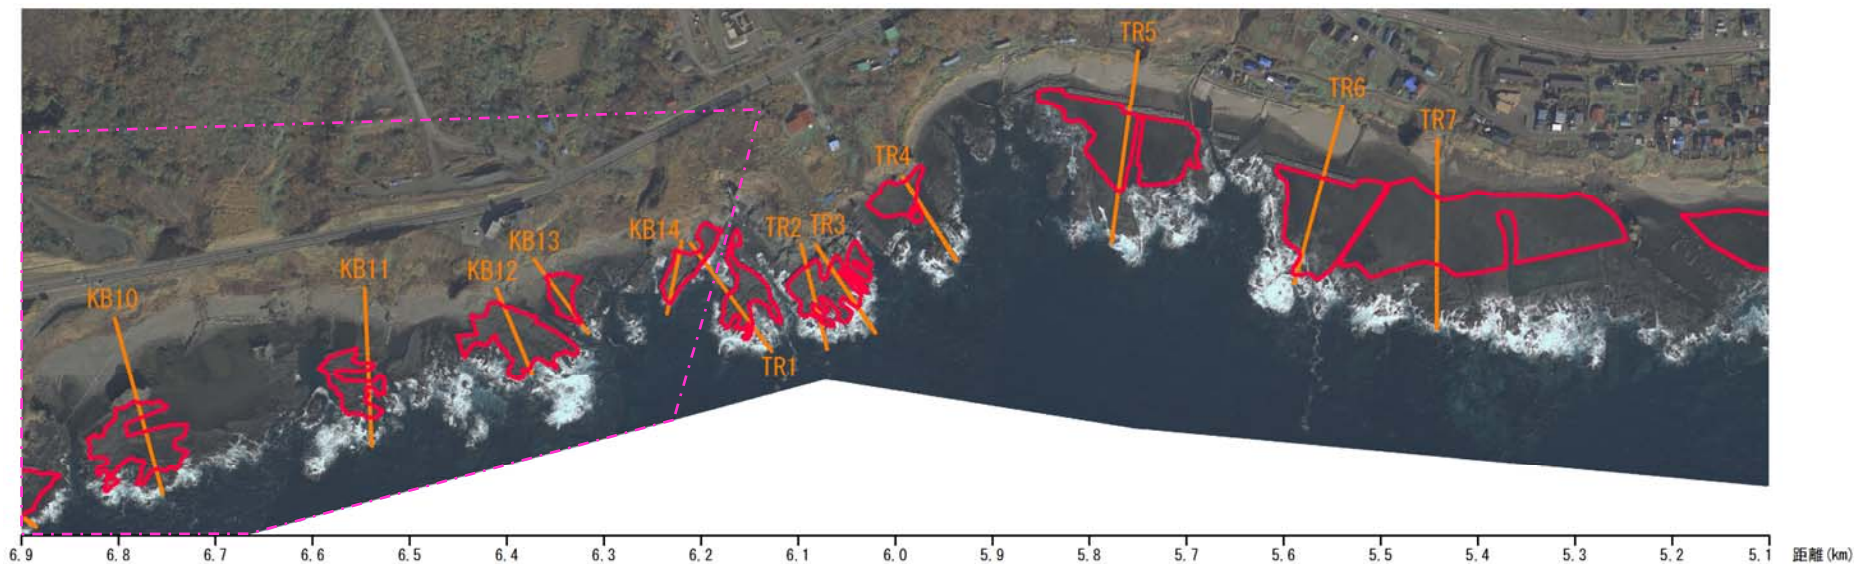 TR5
TR6
TR7
TR4
KB14
TR2
TR3
KB13
KB12
KB11
KB10
TR1
6.9 6.8 6.7 6.6 6.5 6.4 6.3 6.2 6.1 6.0 5.9 5.8 5.7 5.6 5.5 5.4 5.3 5.2 5.1 距離(km)